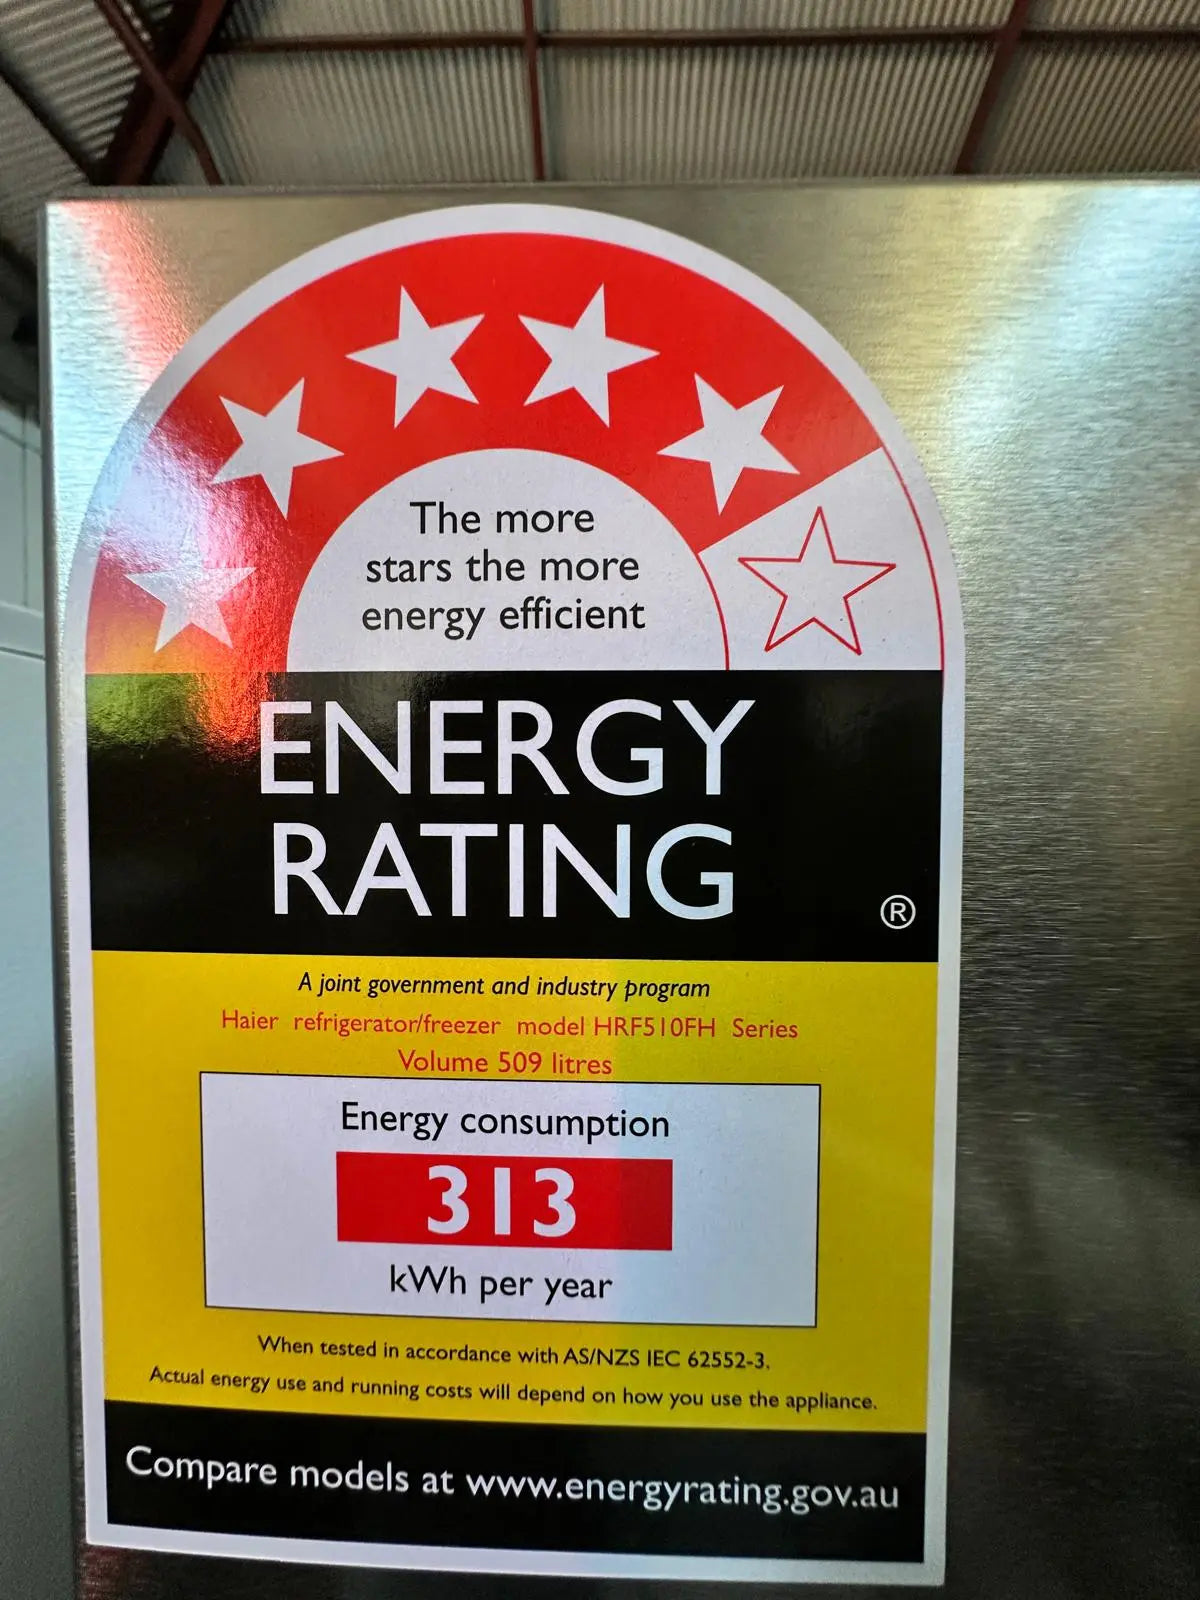 The more
stars the more
energy efficient
ENERGY
RATING
®
A joint government and industry program
Haier refrigerator/freezer model HRF510FH Series
Volume 509 litres
Energy consumption
313
kWh per year
When tested in accordance with AS/NZS IEC 62552-3.
Actual energy use and running costs will depend on how you use the appliance.
Compare models at www.energyrating.gov.au